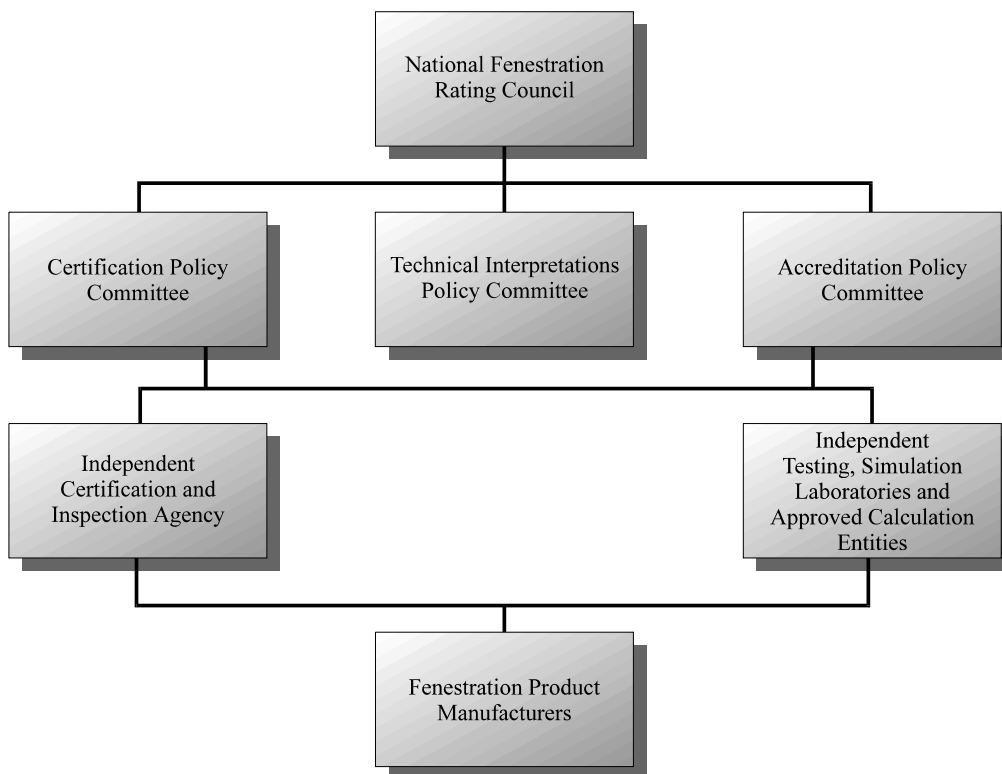 National Fenestration
Rating Council
Certification Policy
Committee
Technical Interpretations
Policy Committee
Accreditation Policy
Committee
Independent
Certification and
Inspection Agency
Independent
Testing, Simulation
Laboratories and
Approved Calculation
Entities
Fenestration Product
Manufacturers